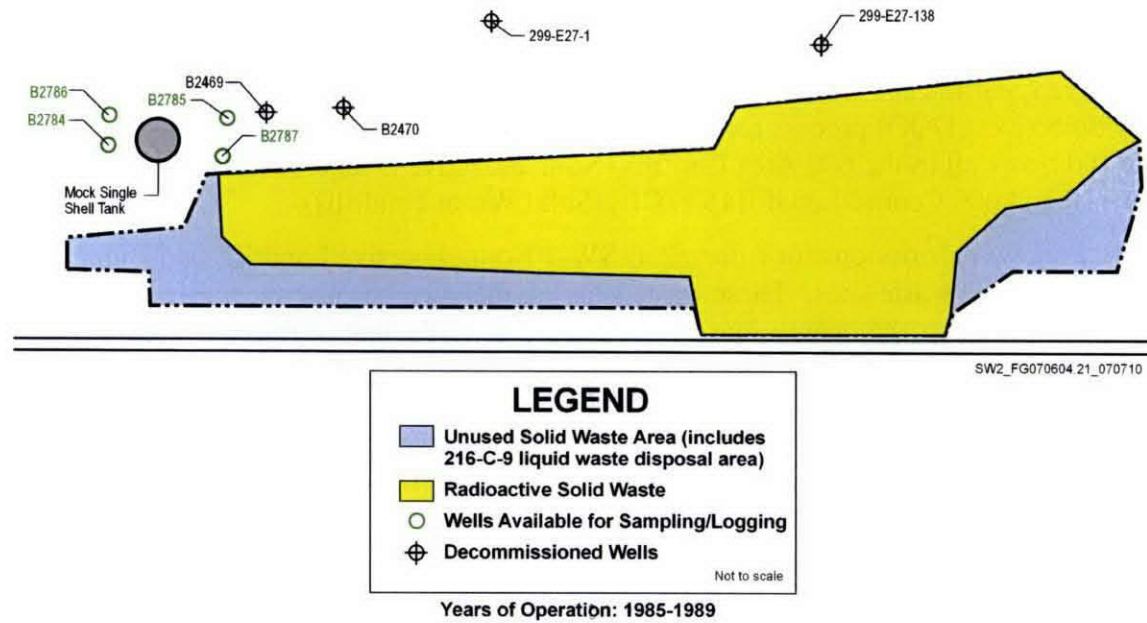 299-E27-1
299-E27-138
B2786
B2785
B2469
B2784
B2787
B2470
Mock Single
Shell Tank
SW2_FG070604.21_070710
LEGEND
Unused Solid Waste Area (includes
216-C-9 liquid waste disposal area)
Radioactive Solid Waste
Wells Available for Sampling/Logging
Decommissioned Wells
Not to scale
Years of Operation: 1985-1989